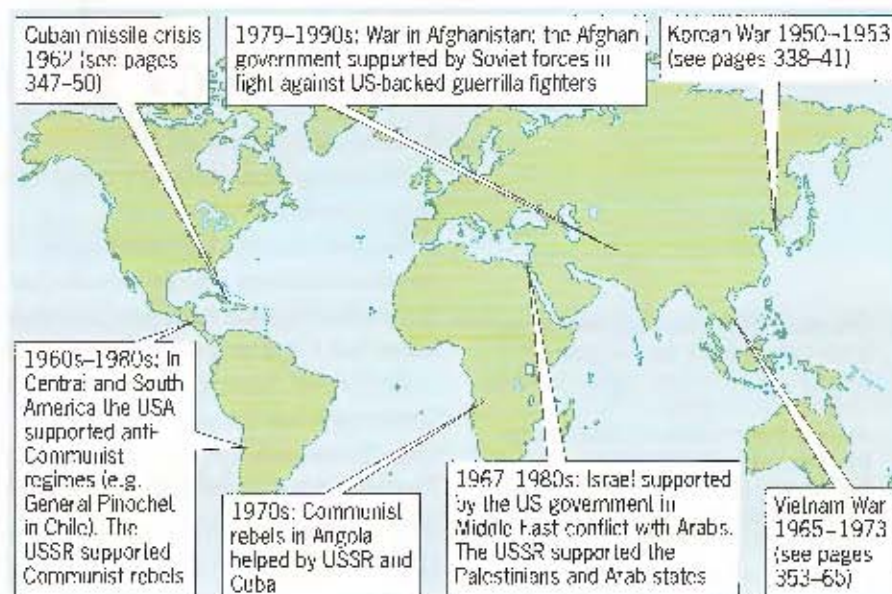 Cuban missile crisis
1962 (see pages
347–50)
1979–1990s: War in Afghanistan: the Afghan
government supported by Soviet forces in
fight against US-backed guerrilla fighters
Korean War 1950–1953
(see pages 338–41)
1960s–1980s: In
Central and South
America the USA
supported anti-
Communist
regimes (e.g.
General Pinochet
in Chile). The
USSR supported
Communist rebels
1970s: Communist
rebels in Angola
helped by USSR and
Cuba
1967–1980s: Israel supported
by the US government in
Middle East conflict with Arabs.
The USSR supported the
Palestinians and Arab states
Vietnam War
1965–1973
(see pages
353–65)